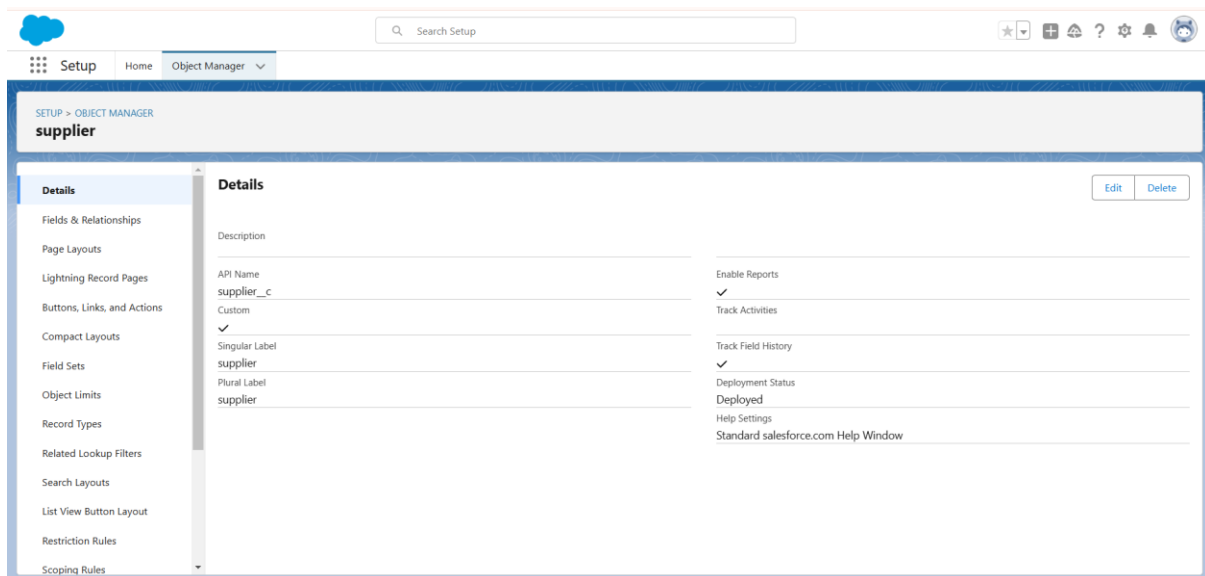 Search Setup
Setup Home Object Manager
SETUP > OBJECT MANAGER
supplier
Details
Fields & Relationships
Page Layouts
Lightning Record Pages
Buttons, Links, and Actions
Compact Layouts
Field Sets
Object Limits
Record Types
Related Lookup Filters
Search Layouts
List View Button Layout
Restriction Rules
Scoping Rules
Details
Edit Delete
Description
API Name
supplier__c
Custom
Singular Label
supplier
Plural Label
supplier
Enable Reports
Track Activities
Track Field History
Deployment Status
Deployed
Help Settings
Standard salesforce.com Help Window